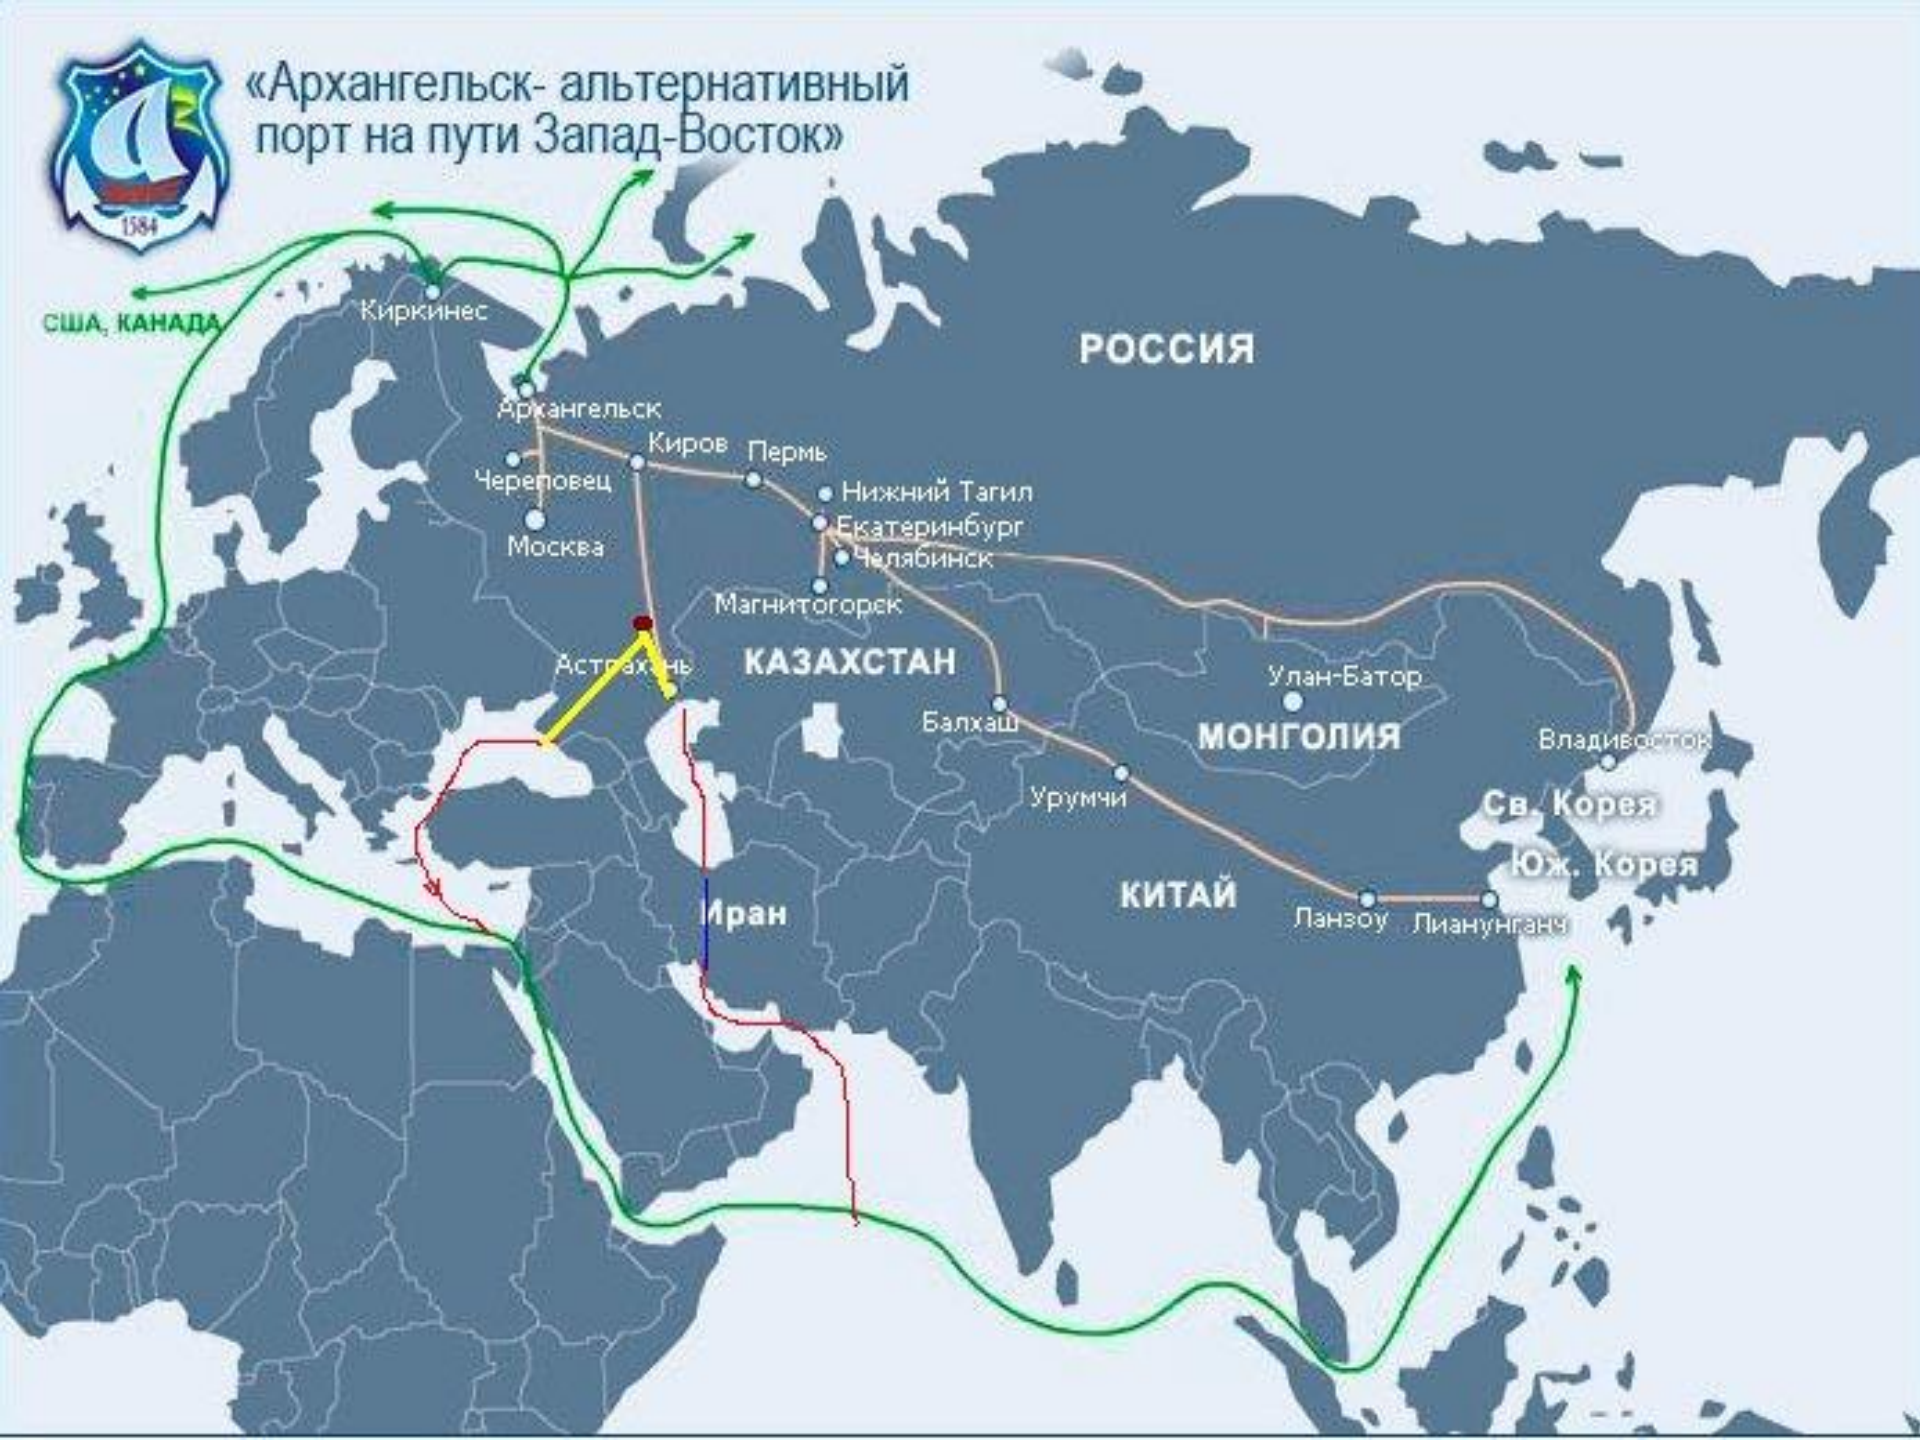 «Архангельск- альтернативный
порт на пути Запад-Восток»
1584
США, КАНАДА
Киркинес
РОССИЯ
Архангельск
Киров
Пермь
Череповец
Нижний Тагил
Екатеринбург
Москва
Челябинск
Магнитогорск
Астрахань
КАЗАХСТАН
Улан-Батор
Балхаш
МОНГОЛИЯ
Владивосток
Урумчи
Св. Корея
Юж. Корея
КИТАЙ
Иран
Ланзоу
Лианунганч